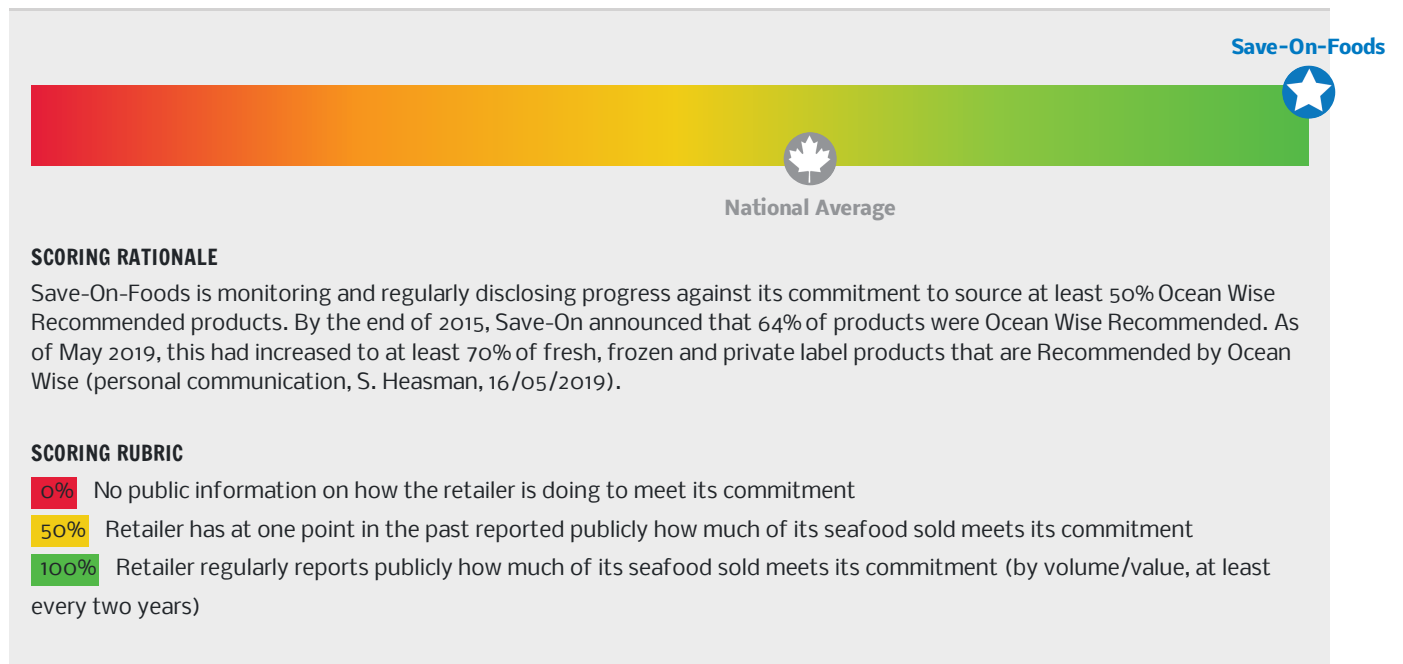 Save-On-Foods
National Average
SCORING RATIONALE
Save-On-Foods is monitoring and regularly disclosing progress against its commitment to source at least 50% Ocean Wise
Recommended products. By the end of 2015, Save-On announced that 64% of products were Ocean Wise Recommended. As
of May 2019, this had increased to at least 70% of fresh, frozen and private label products that are Recommended by Ocean
Wise (personal communication, S. Heasman, 16/05/2019).
SCORING RUBRIC
0% No public information on how the retailer is doing to meet its commitment
50% Retailer has at one point in the past reported publicly how much of its seafood sold meets its commitment
100% Retailer regularly reports publicly how much of its seafood sold meets its commitment (by volume/value, at least
every two years)